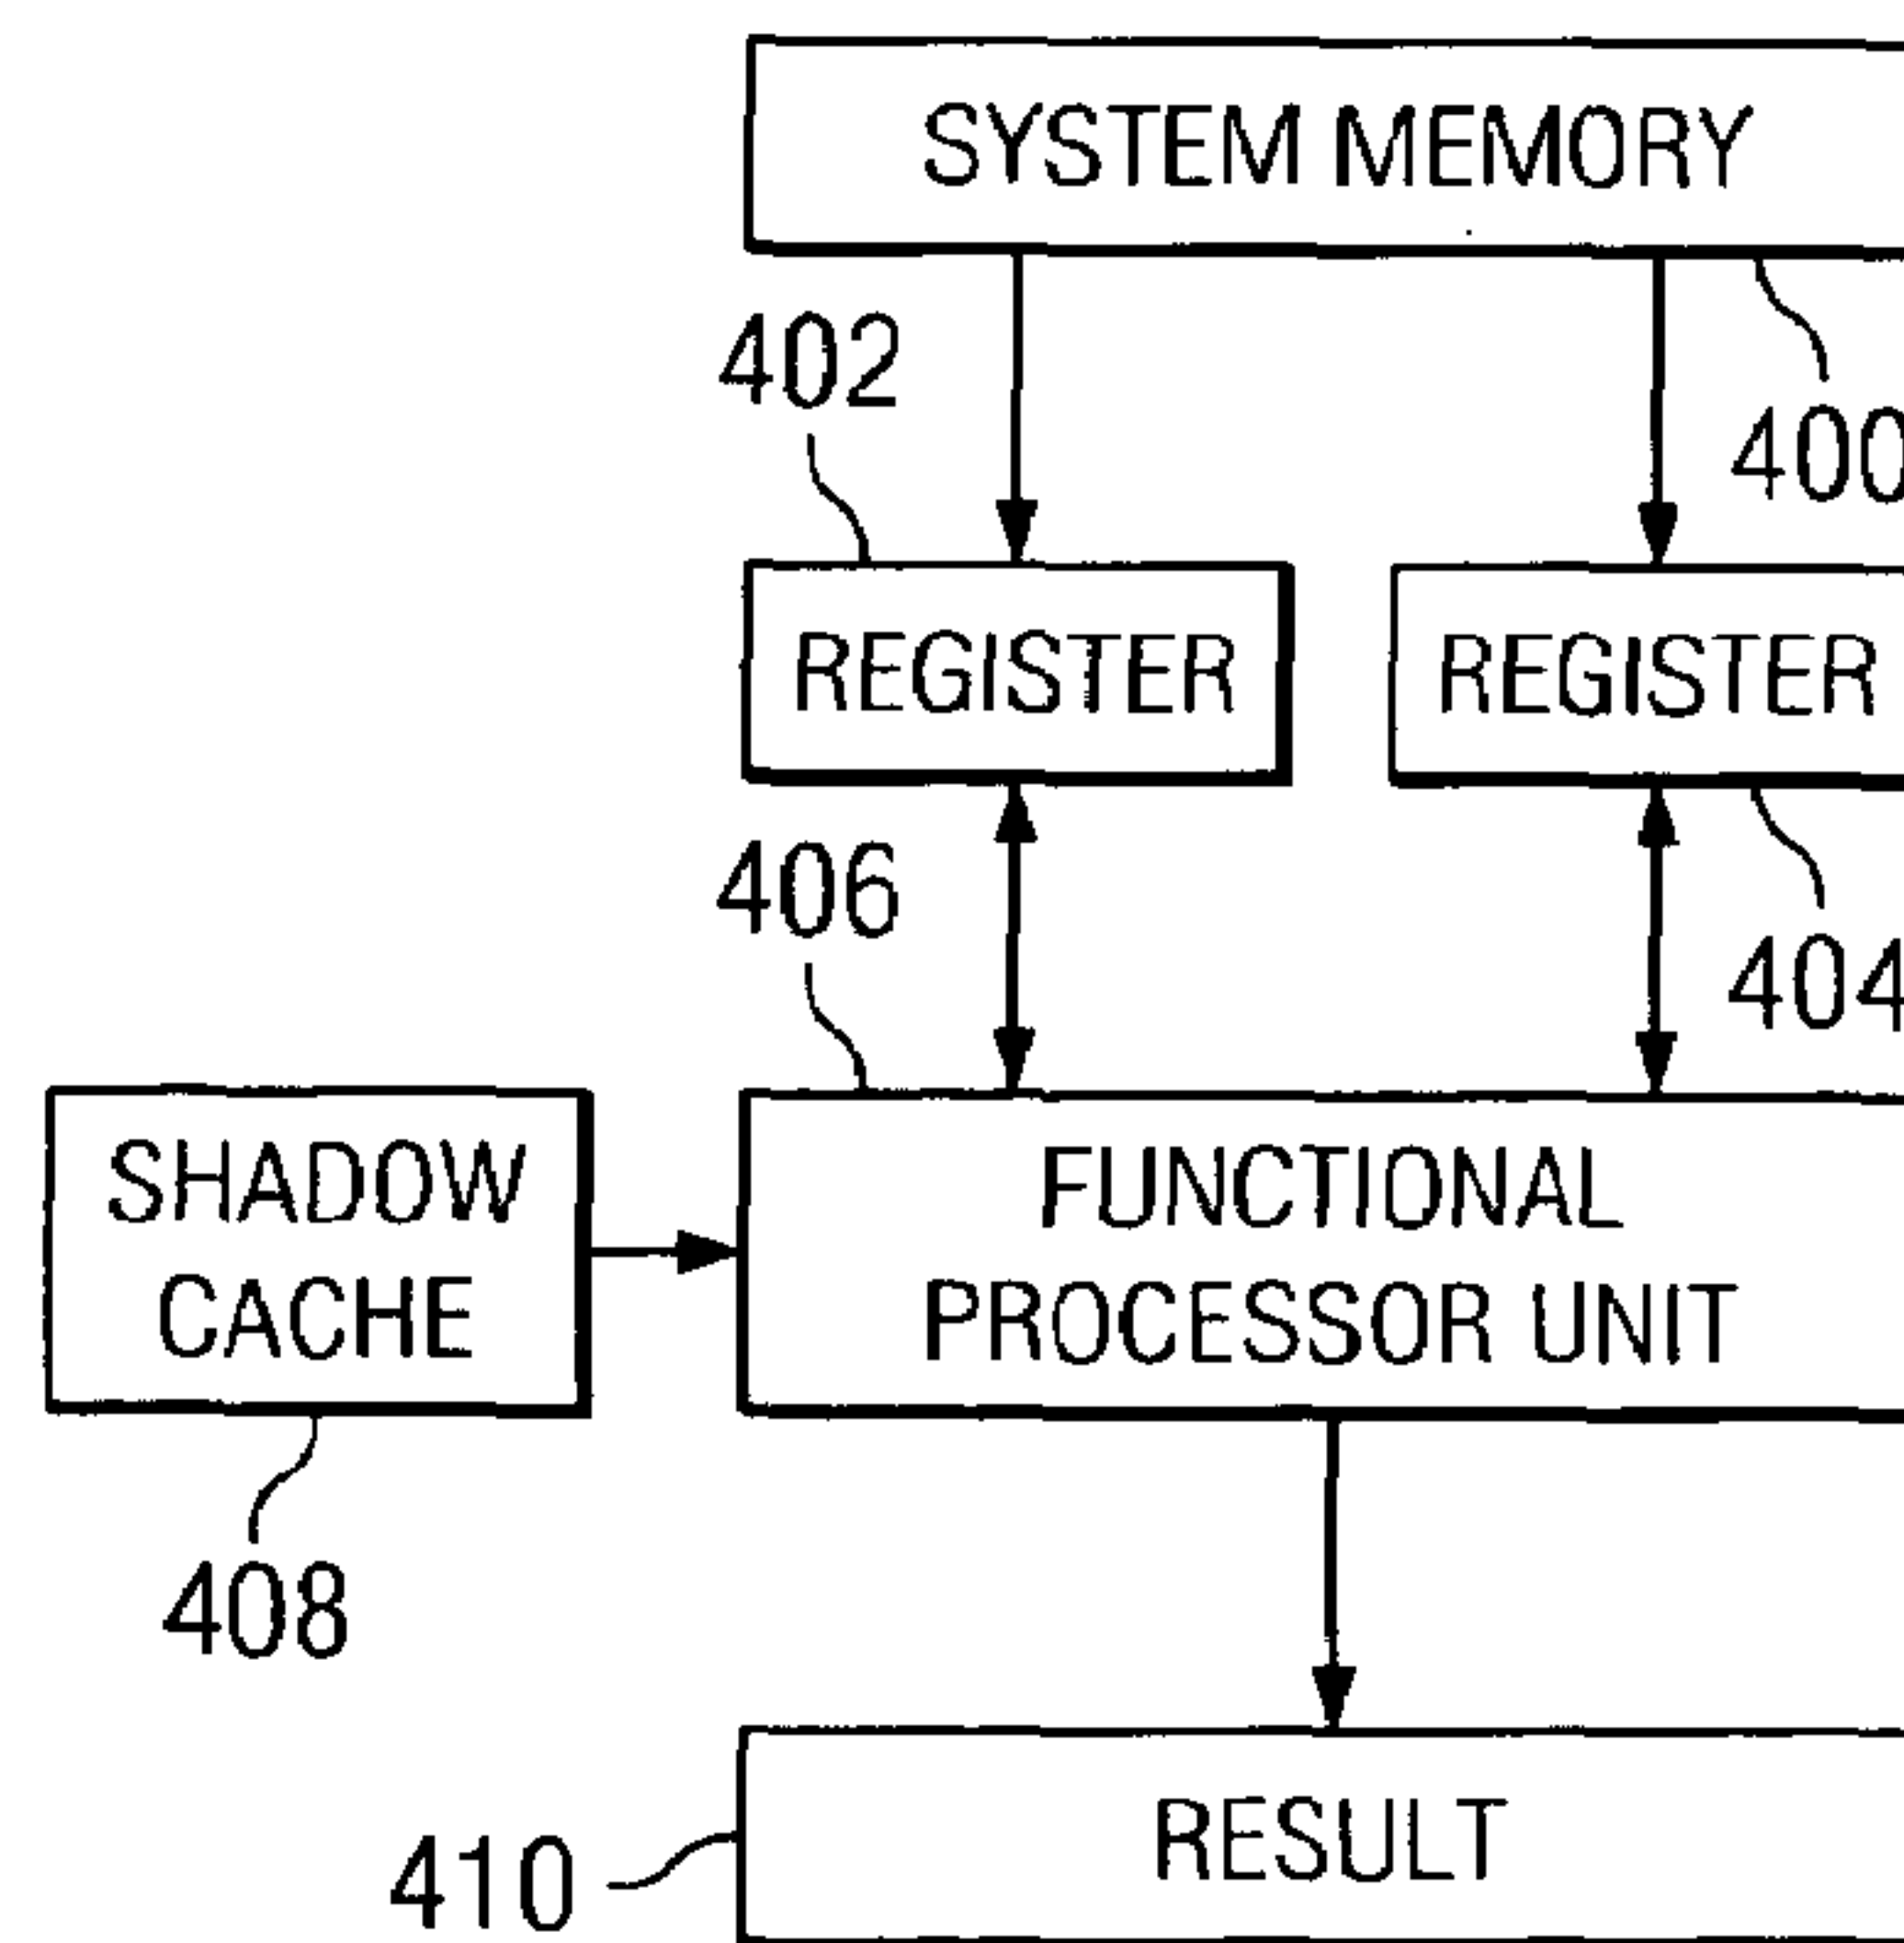 SYSTEM MEMORY
402
400
REGISTER
REGISTER
406
404
SHADOW
CACHE
FUNCTIONAL
PROCESSOR UNIT
408
410
RESULT